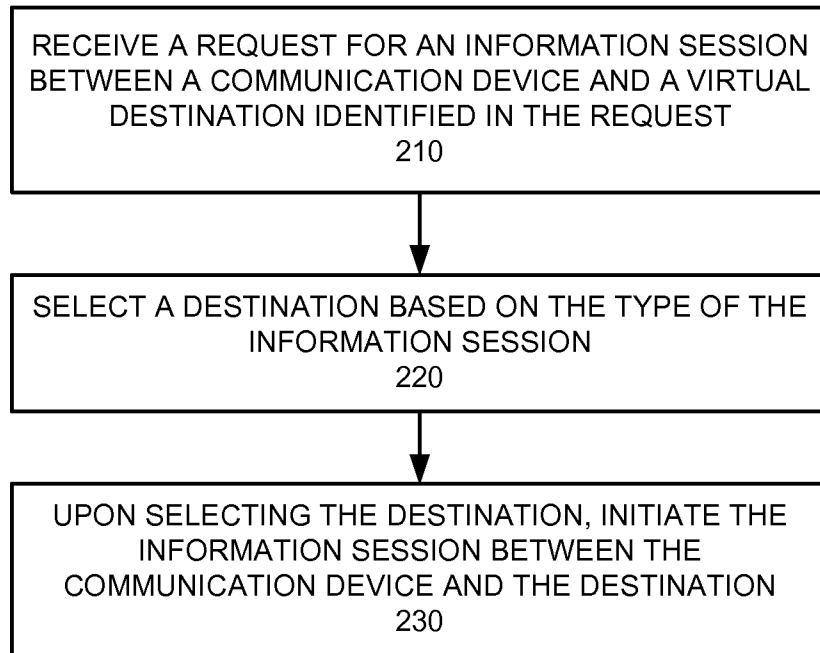 RECEIVE A REQUEST FOR AN INFORMATION SESSION
BETWEEN A COMMUNICATION DEVICE AND A VIRTUAL
DESTINATION IDENTIFIED IN THE REQUEST
210
SELECT A DESTINATION BASED ON THE TYPE OF THE
INFORMATION SESSION
220
UPON SELECTING THE DESTINATION, INITIATE THE
INFORMATION SESSION BETWEEN THE
COMMUNICATION DEVICE AND THE DESTINATION
230